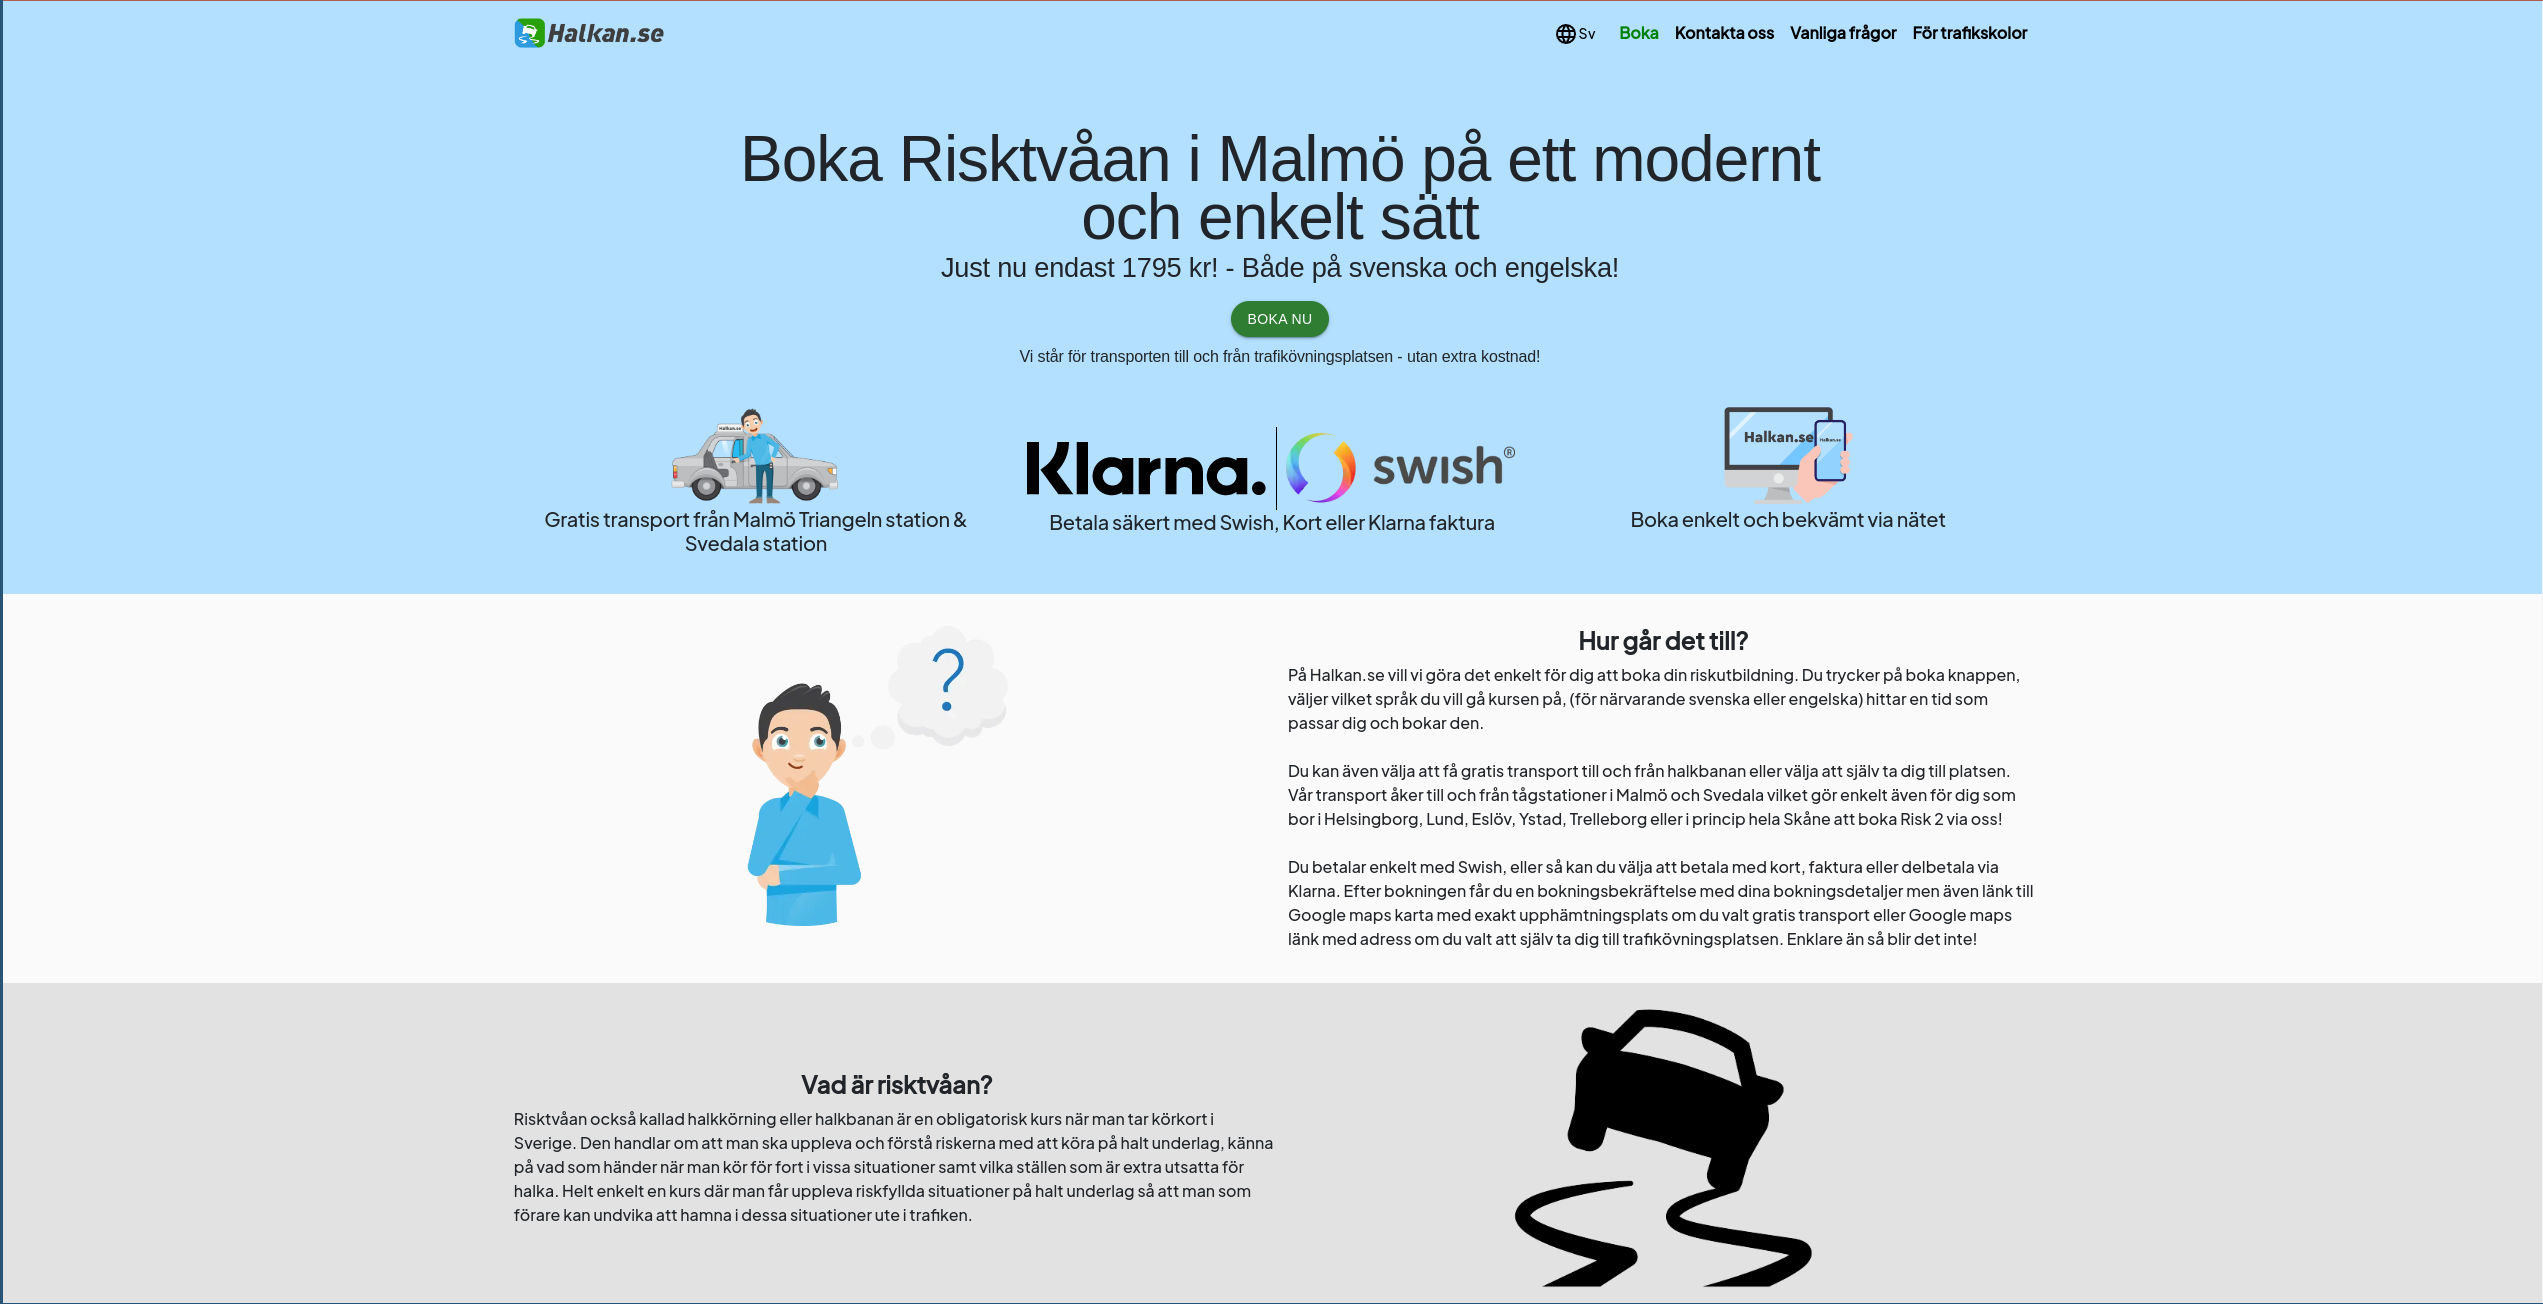 Halkan.se
Sv Boka Kontakta oss Vanliga frågor För trafikskolor
Boka Risktvåan i Malmö på ett modernt
och enkelt sätt
Just nu endast 1795 kr! - Både på svenska och engelska!
BOKA NU
Vi står för transporten till och från trafikövningsplatsen - utan extra kostnad!
Halkan.se
Gratis transport från Malmö Triangeln station &
Svedala station
Klarna. swish®
Betala säkert med Swish, Kort eller Klarna faktura
Halkan.se Halkan.se
Boka enkelt och bekvämt via nätet
?
Hur går det till?
På Halkan.se vill vi göra det enkelt för dig att boka din riskutbildning. Du trycker på boka knappen,
väljer vilket språk du vill gå kursen på, (för närvarande svenska eller engelska) hittar en tid som
passar dig och bokar den.
Du kan även välja att få gratis transport till och från halkbanan eller välja att själv ta dig till platsen.
Vår transport åker till och från tågstationer i Malmö och Svedala vilket gör enkelt även för dig som
bor i Helsingborg, Lund, Eslöv, Ystad, Trelleborg eller i princip hela Skåne att boka Risk 2 via oss!
Du betalar enkelt med Swish, eller så kan du välja att betala med kort, faktura eller delbetala via
Klarna. Efter bokningen får du en bokningsbekräftelse med dina bokningsdetaljer men även länk till
Google maps karta med exakt upphämtningsplats om du valt gratis transport eller Google maps
länk med adress om du valt att själv ta dig till trafikövningsplatsen. Enklare än så blir det inte!
Vad är risktvåan?
Risktvåan också kallad halkkörning eller halkbanan är en obligatorisk kurs när man tar körkort i
Sverige. Den handlar om att man ska uppleva och förstå riskerna med att köra på halt underlag, känna
på vad som händer när man kör för fort i vissa situationer samt vilka ställen som är extra utsatta för
halka. Helt enkelt en kurs där man får uppleva riskfyllda situationer på halt underlag så att man som
förare kan undvika att hamna i dessa situationer ute i trafiken.